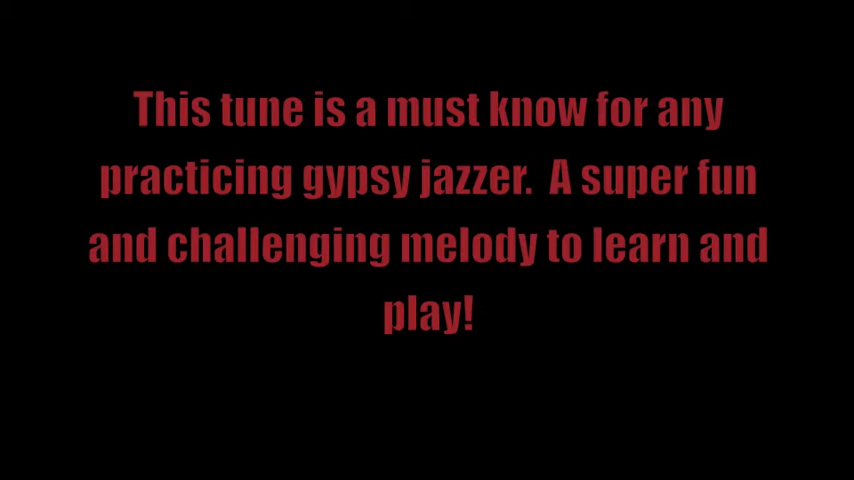 This tune is a must know for any
practicing gypsy jazzer.  A super fun
and challenging melody to learn and
play!